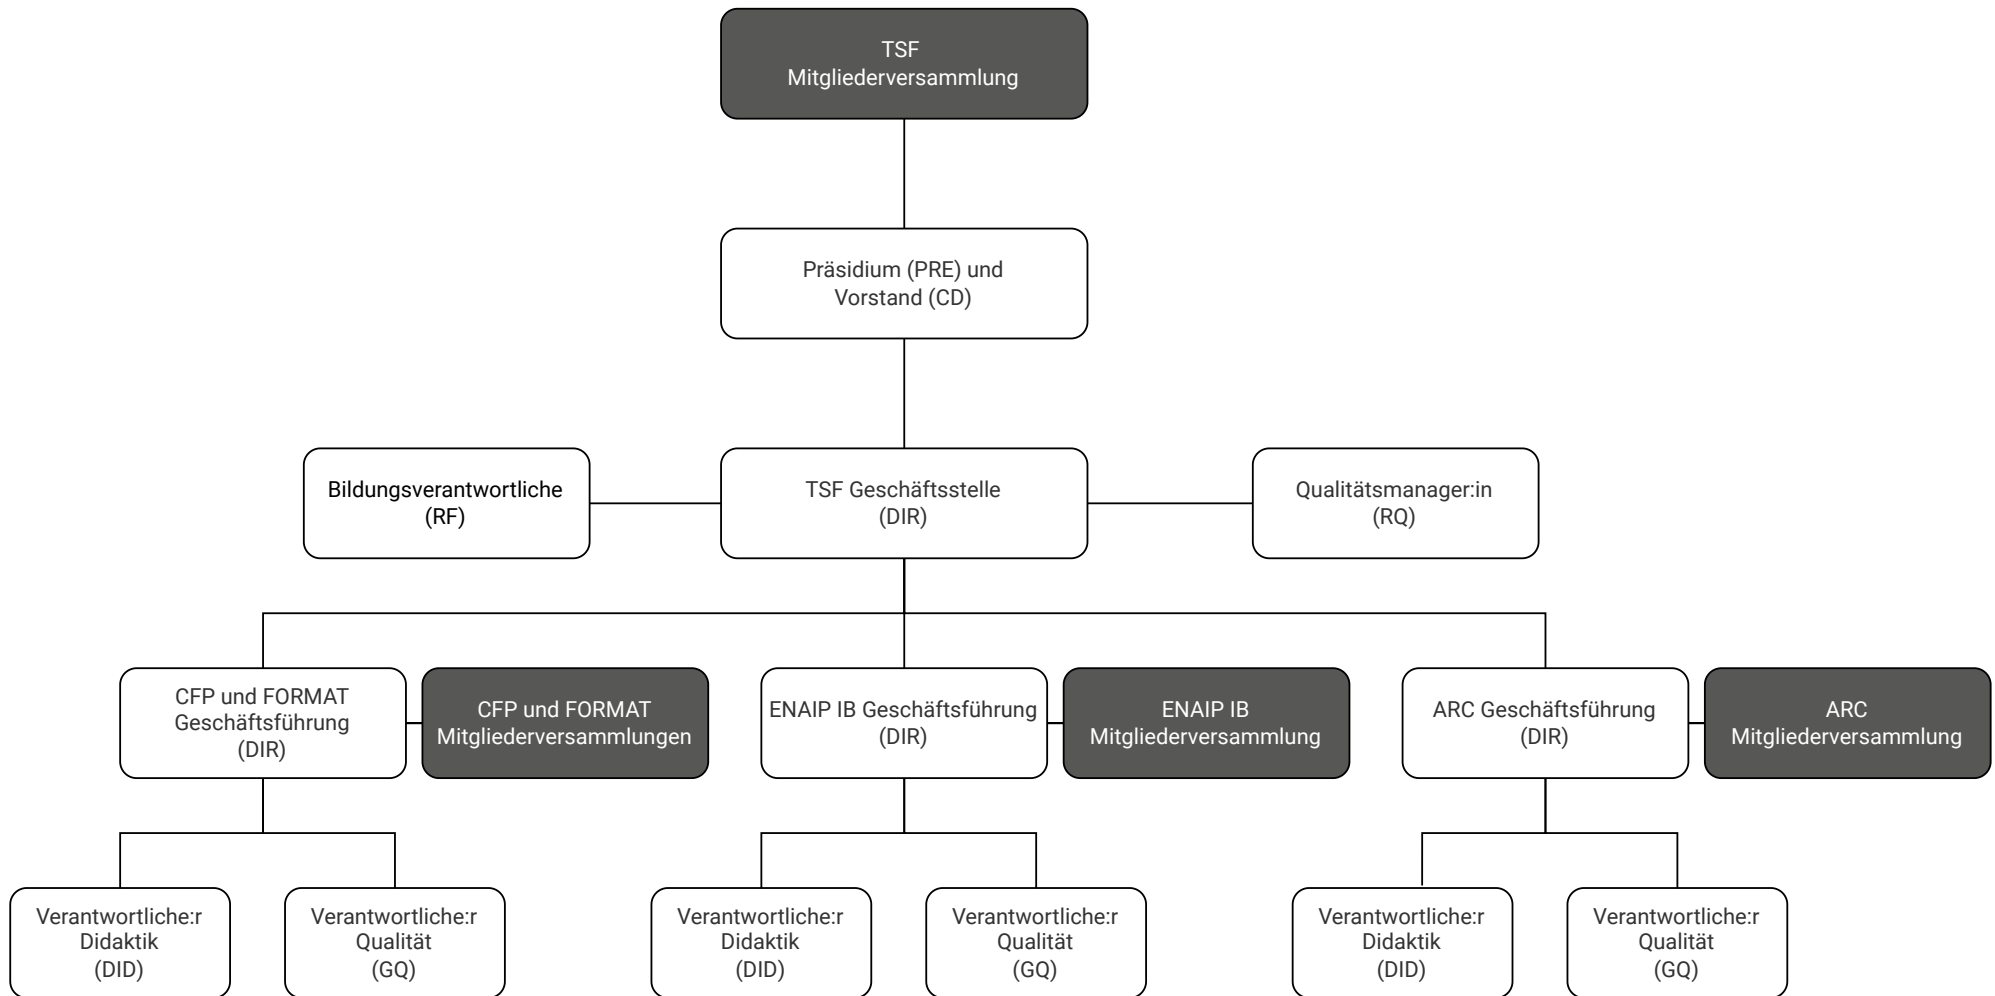 TSF
Mitgliederversammlung
Präsidium (PRE) und
Vorstand (CD)
Bildungsverantwortliche
(RF)
TSF Geschäftsstelle
(DIR)
Qualitätsmanager:in
(RQ)
CFP und FORMAT
Geschäftsführung
(DIR)
CFP und FORMAT
Mitgliederversammlungen
ENAIP IB Geschäftsführung
(DIR)
ENAIP IB
Mitgliederversammlung
ARC Geschäftsführung
(DIR)
ARC
Mitgliederversammlung
Verantwortliche:r
Didaktik
(DID)
Verantwortliche:r
Qualität
(GQ)
Verantwortliche:r
Didaktik
(DID)
Verantwortliche:r
Qualität
(GQ)
Verantwortliche:r
Didaktik
(DID)
Verantwortliche:r
Qualität
(GQ)